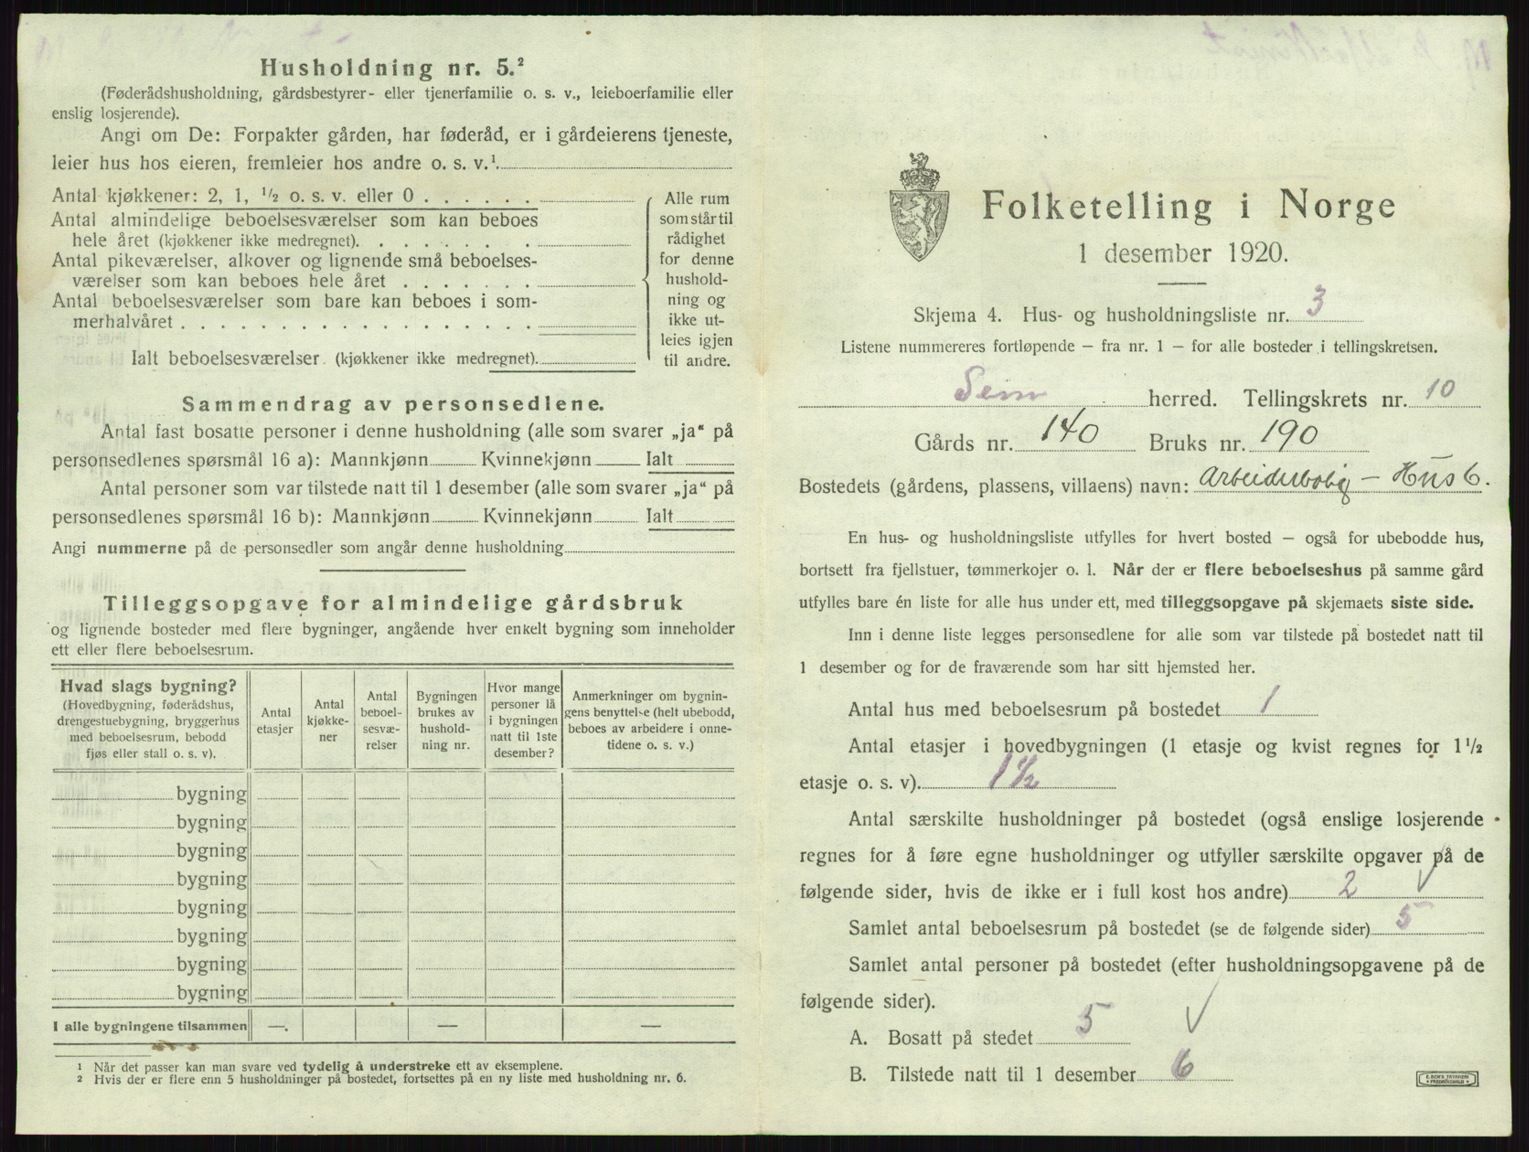 Husholdning nr. 5.²
(Føderådshusholdning, gårdsbestyrer- eller tjenerfamilie o. s. v., leieboerfamilie eller
enslig losjerende).
Angi om De: Forpakter gården, har føderåd, er i gårdeierens tjeneste,
leier hus hos eieren, fremleier hos andre o. s. v.¹
Antal kjøkkener: 2, 1, ½ o. s. v. eller 0
Antal almindelige beboelsesværelser som kan beboes
hele året (kjøkkener ikke medregnet).
Antal pikeværelser, alkover og lignende små beboelses-
værelser som kan beboes hele året
Antal beboelsesværelser som bare kan beboes i som-
merhalvåret
Ialt beboelsesværelser (kjøkkener ikke medregnet)
Alle rum
som står til
rådighet
for denne
hushold-
ning og
ikke ut-
leies igjen
til andre.
Sammendrag av personsedlene.
Antal fast bosatte personer i denne husholdning (alle som svarer „ja“ på
personsedlenes spørsmål 16 a): Mannkjønn Kvinnekjønn Ialt
Antal personer som var tilstede natt til 1 desember (alle som svarer „ja“ på
personsedlenes spørsmål 16 b): Mannkjønn Kvinnekjønn Ialt
Angi nummerne på de personsedler som angår denne husholdning
Tilleggsopgave for almindelige gårdsbruk
og lignende bosteder med flere bygninger, angående hver enkelt bygning som inneholder
ett eller flere beboelsesrum.
Hvad slags bygning?
(Hovedbygning, føderådshus,
drengestuebygning, bryggerhus
med beboelsesrum, bebodd
fjøs eller stall o. s. v).
Antal
etasjer
Antal
kjøkke-
ner
Antal
beboel-
sesvæ-
relser
Bygningen
brukes av
hushold-
ning nr.
Hvor mange
personer lå
i bygningen
natt til 1ste
desember?
Anmerkninger om bygnin-
gens benyttelse (helt ubebodd,
beboes av arbeidere i onne-
tidene o. s. v.)
bygning
bygning
bygning
bygning
bygning
bygning
bygning
bygning
I alle bygningene tilsammen — . — —
¹ Når det passer kan man svare ved tydelig å understreke ett av eksemplene.
² Hvis der er flere enn 5 husholdninger på bostedet, fortsettes på en ny liste med husholdning nr. 6.
Folketelling i Norge
1 desember 1920.
Skjema 4. Hus- og husholdningsliste nr. 3
Listene nummereres fortløpende — fra nr. 1 — for alle bosteder i tellingskretsen.
Sem herred. Tellingskrets nr. 10
Gårds nr. 140 Bruks nr. 190
Bostedets (gårdens, plassens, villaens) navn: Arbeiderbolig — Hus 6.
En hus- og husholdningsliste utfylles for hvert bosted — også for ubebodde hus,
bortsett fra fjellstuer, tømmerkojer o. l. Når der er flere beboelseshus på samme gård
utfylles bare én liste for alle hus under ett, med tilleggsopgave på skjemaets siste side.
Inn i denne liste legges personsedlene for alle som var tilstede på bostedet natt til
1 desember og for de fraværende som har sitt hjemsted her.
Antal hus med beboelsesrum på bostedet 1
Antal etasjer i hovedbygningen (1 etasje og kvist regnes for 1½
etasje o. s. v). 1½
Antal særskilte husholdninger på bostedet (også enslige losjerende
regnes for å føre egne husholdninger og utfyller særskilte opgaver på de
følgende sider, hvis de ikke er i full kost hos andre) 2
Samlet antal beboelsesrum på bostedet (se de følgende sider) 5
Samlet antal personer på bostedet (efter husholdningsopgavene på de
følgende sider).
A. Bosatt på stedet 5
B. Tilstede natt til 1 desember 6